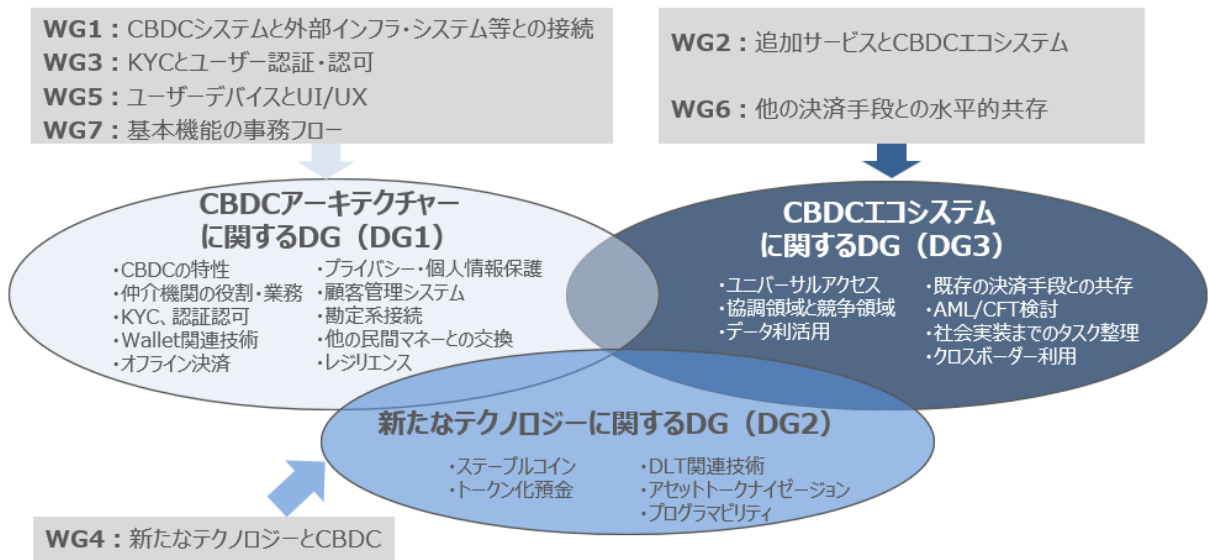 WG1：CBDCシステムと外部インフラ・システム等との接続
WG3：KYCとユーザー認証・認可
WG5：ユーザーデバイスとUI/UX
WG7：基本機能の事務フロー
WG2：追加サービスとCBDCエコシステム
WG6：他の決済手段との水平的共存
CBDCアーキテクチャー
に関するDG（DG1）
・CBDCの特性
・仲介機関の役割・業務
・KYC、認証認可
・Wallet関連技術
・オフライン決済
・プライバシー・個人情報保護
・顧客管理システム
・勘定系接続
・他の民間マネーとの交換
・レジリエンス
CBDCエコシステム
に関するDG（DG3）
・ユニバーサルアクセス
・協調領域と競争領域
・データ利活用
・既存の決済手段との共存
・AML/CFT検討
・社会実装までのタスク整理
・クロスボーダー利用
新たなテクノロジーに関するDG（DG2）
・ステーブルコイン
・トークン化預金
・DLT関連技術
・アセットトークナイゼージョン
・プログラマビリティ
WG4：新たなテクノロジーとCBDC